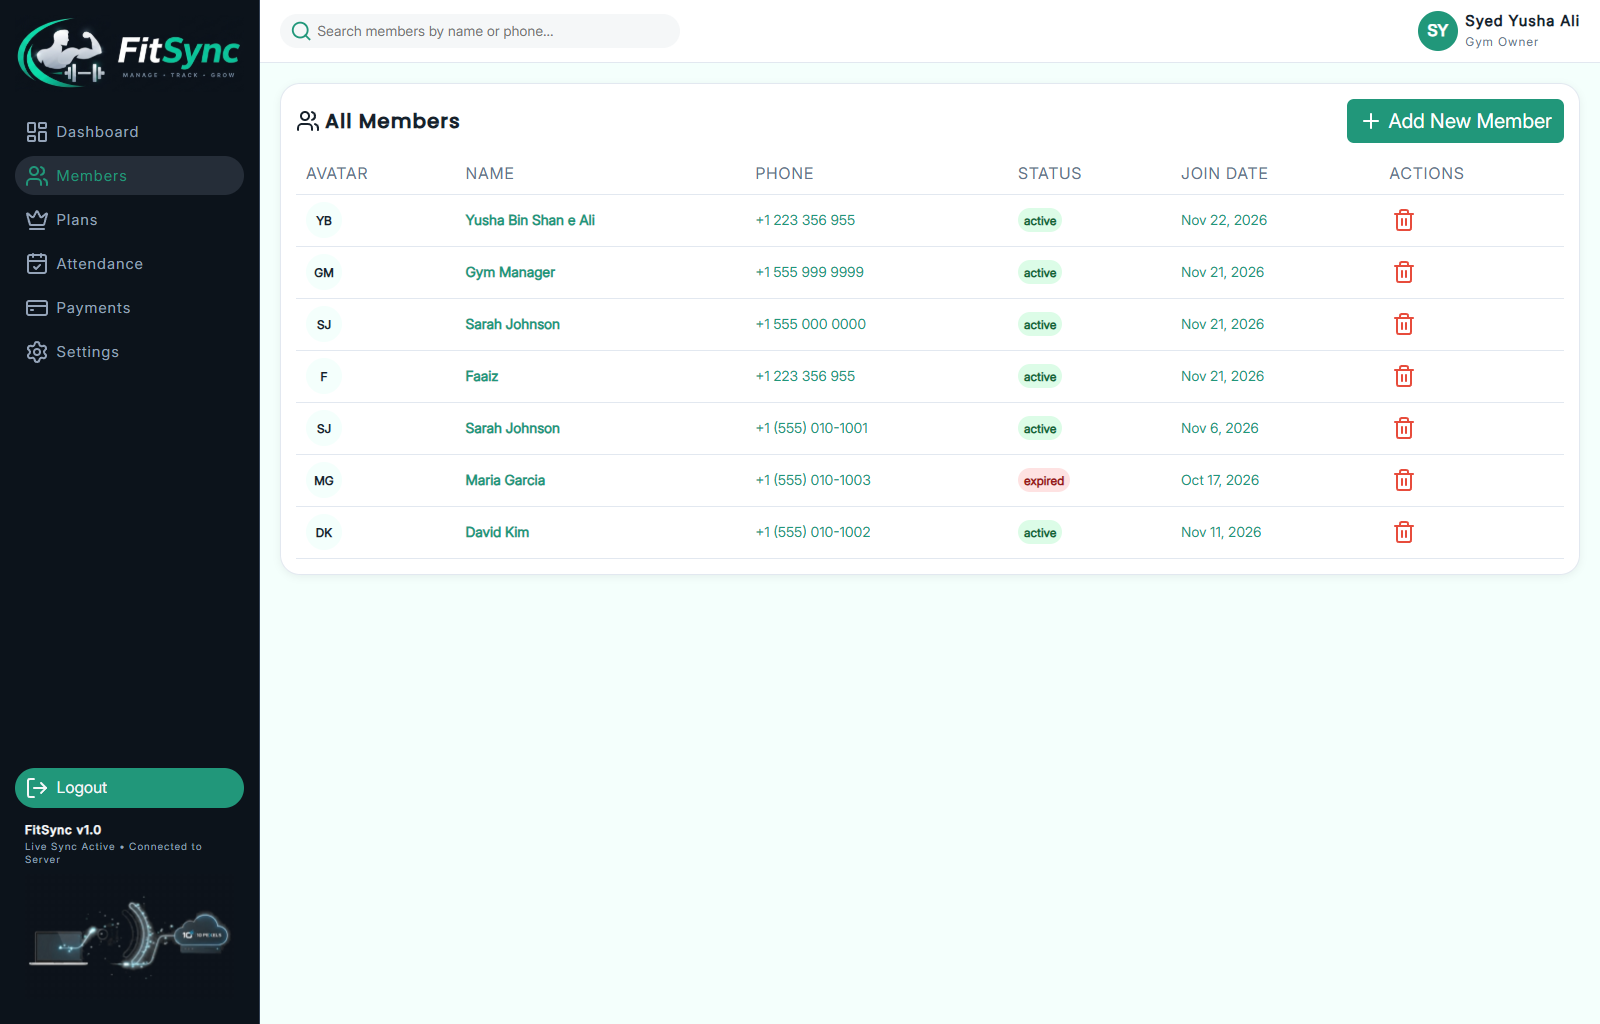 FitSync
MANAGE • TRACK • GROW
Dashboard
Members
Plans
Attendance
Payments
Settings
Logout
FitSync v1.0
Live Sync Active • Connected to
Server
Search members by name or phone...
SY
Syed Yusha Ali
Gym Owner
All Members
Add New Member
AVATAR NAME PHONE STATUS JOIN DATE ACTIONS
YB Yusha Bin Shan e Ali +1 223 356 955 active Nov 22, 2026
GM Gym Manager +1 555 999 9999 active Nov 21, 2026
SJ Sarah Johnson +1 555 000 0000 active Nov 21, 2026
F Faaiz +1 223 356 955 active Nov 21, 2026
SJ Sarah Johnson +1 (555) 010-1001 active Nov 6, 2026
MG Maria Garcia +1 (555) 010-1003 expired Oct 17, 2026
DK David Kim +1 (555) 010-1002 active Nov 11, 2026